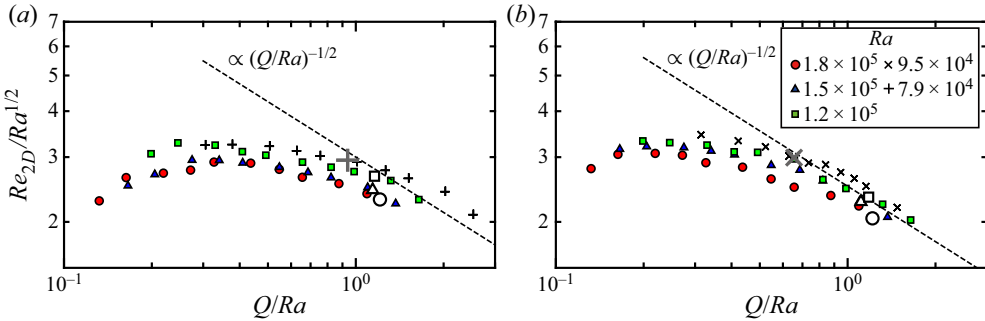 (a)
7
6
5
4
3
2
Re2D/Ra^1/2
∝ (Q/Ra)^−1/2
10^−1
10^0
Q/Ra
(b)
7
6
5
4
3
2
∝ (Q/Ra)^−1/2
Ra
1.8 × 10^5
9.5 × 10^4
1.5 × 10^5
7.9 × 10^4
1.2 × 10^5
10^−1
10^0
Q/Ra